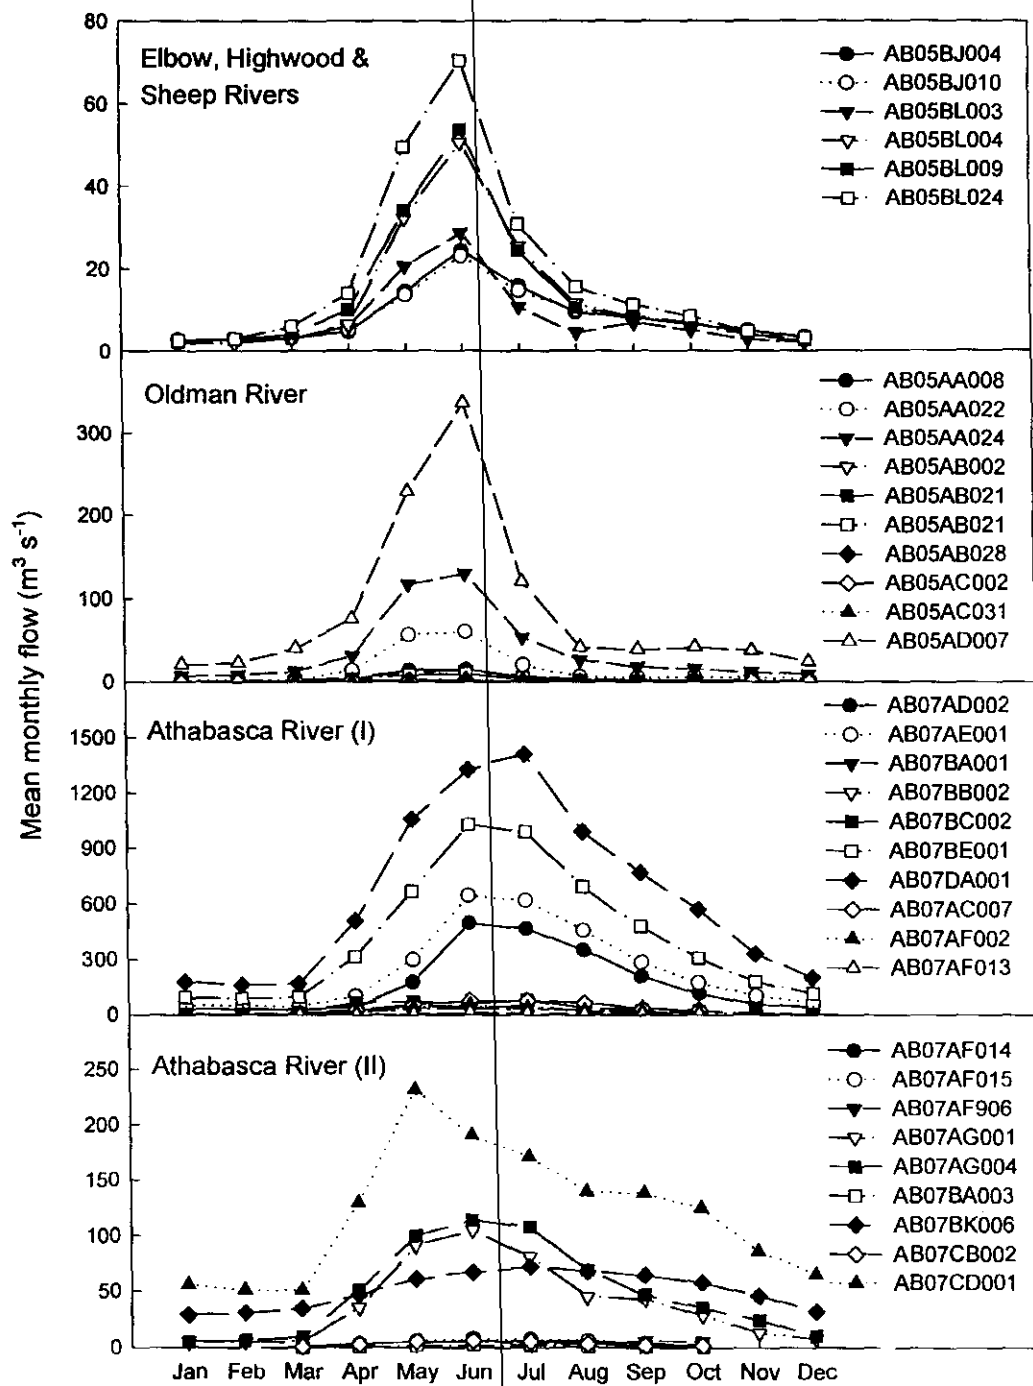 Mean monthly flow (m³ s⁻¹)
80
60
40
20
0
Elbow, Highwood &
Sheep Rivers
AB05BJ004
AB05BJ010
AB05BL003
AB05BL004
AB05BL009
AB05BL024
300
200
100
0
Oldman River
AB05AA008
AB05AA022
AB05AA024
AB05AB002
AB05AB021
AB05AB021
AB05AB028
AB05AC002
AB05AC031
AB05AD007
1500
1200
900
600
300
0
Athabasca River (I)
AB07AD002
AB07AE001
AB07BA001
AB07BB002
AB07BC002
AB07BE001
AB07DA001
AB07AC007
AB07AF002
AB07AF013
250
200
150
100
50
0
Athabasca River (II)
AB07AF014
AB07AF015
AB07AF906
AB07AG001
AB07AG004
AB07BA003
AB07BK006
AB07CB002
AB07CD001
Jan Feb Mar Apr May Jun Jul Aug Sep Oct Nov Dec